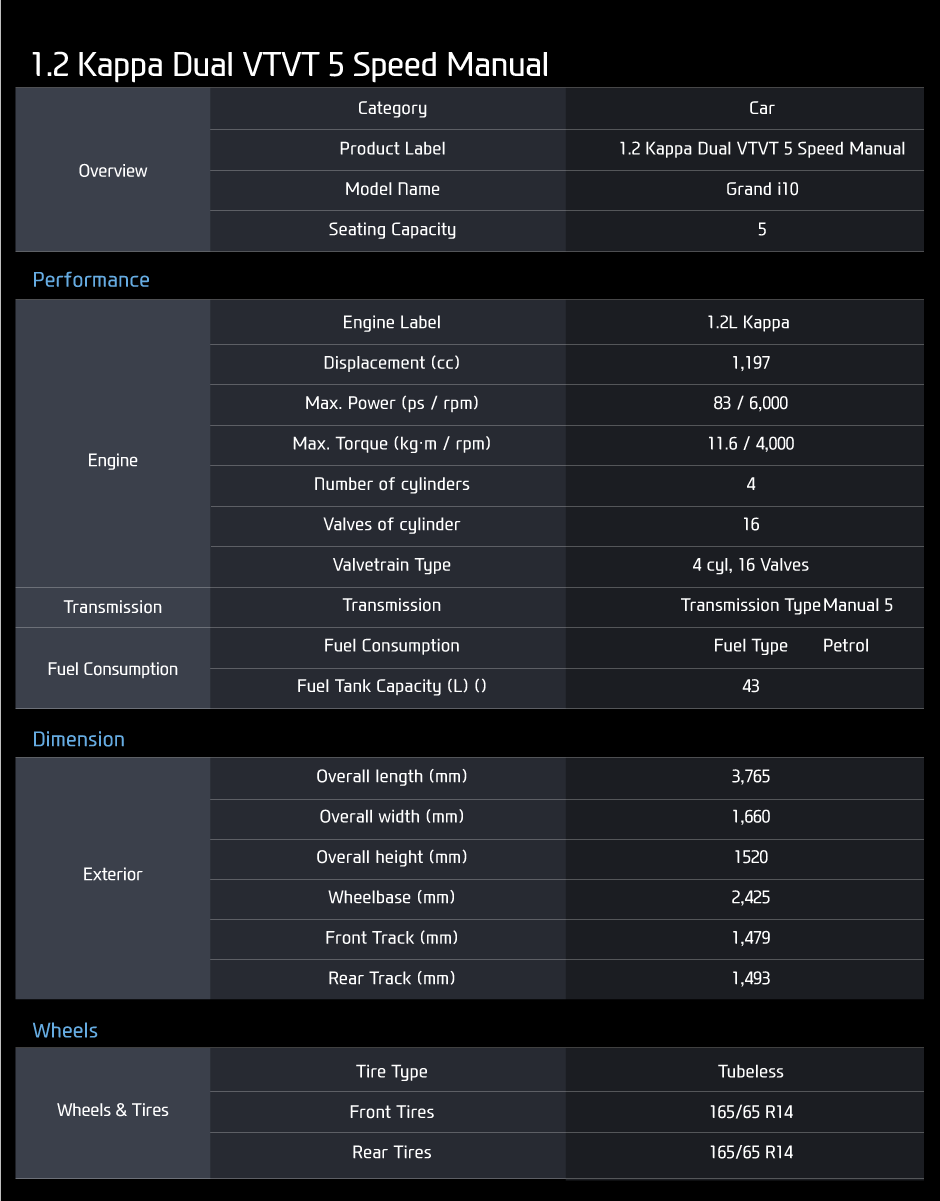 1.2 Kappa Dual VTVT 5 Speed Manual
Overview
Category Car
Product Label 1.2 Kappa Dual VTVT 5 Speed Manual
Model Name Grand i10
Seating Capacity 5
Performance
Engine
Engine Label 1.2L Kappa
Displacement (cc) 1,197
Max. Power (ps / rpm) 83 / 6,000
Max. Torque (kg·m / rpm) 11.6 / 4,000
Number of cylinders 4
Valves of cylinder 16
Valvetrain Type 4 cyl, 16 Valves
Transmission Transmission Transmission Type Manual 5
Fuel Consumption
Fuel Consumption Fuel Type Petrol
Fuel Tank Capacity (L) () 43
Dimension
Exterior
Overall length (mm) 3,765
Overall width (mm) 1,660
Overall height (mm) 1520
Wheelbase (mm) 2,425
Front Track (mm) 1,479
Rear Track (mm) 1,493
Wheels
Wheels & Tires
Tire Type Tubeless
Front Tires 165/65 R14
Rear Tires 165/65 R14